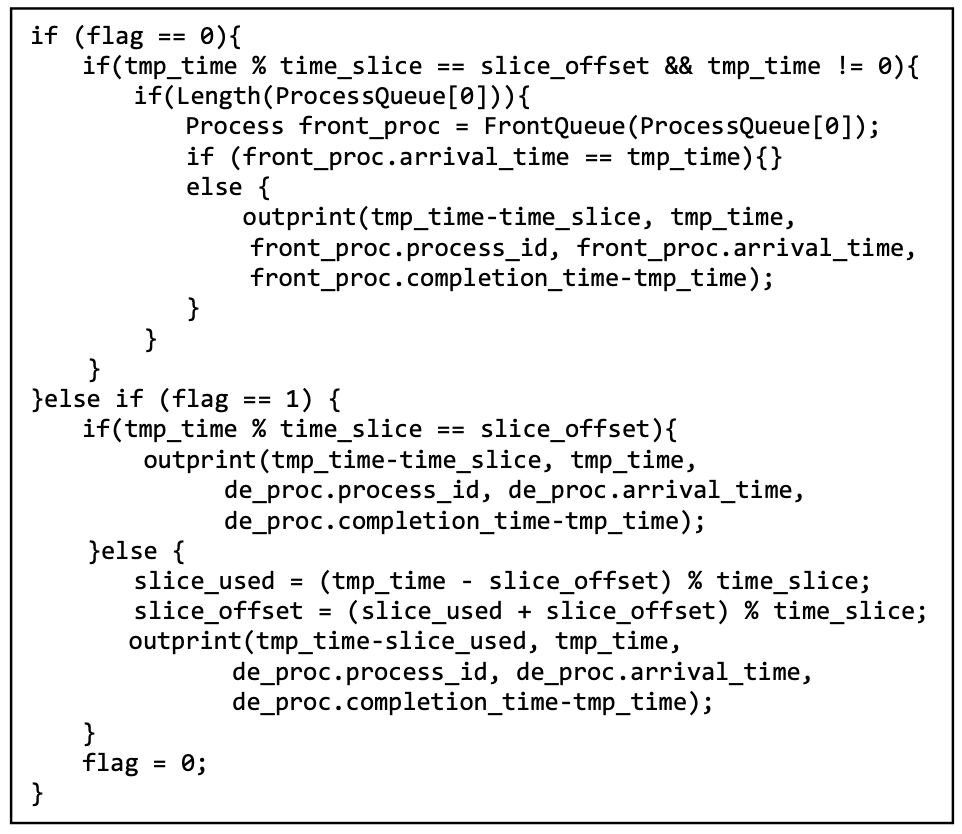 if (flag == 0){
    if(tmp_time % time_slice == slice_offset && tmp_time != 0){
        if(Length(ProcessQueue[0])){
            Process front_proc = FrontQueue(ProcessQueue[0]);
            if (front_proc.arrival_time == tmp_time){}
            else {
                outprint(tmp_time-time_slice, tmp_time,
                front_proc.process_id, front_proc.arrival_time,
                front_proc.completion_time-tmp_time);
            }
        }
    }
}else if (flag == 1) {
    if(tmp_time % time_slice == slice_offset){
        outprint(tmp_time-time_slice, tmp_time,
              de_proc.process_id, de_proc.arrival_time,
              de_proc.completion_time-tmp_time);
    }else {
        slice_used = (tmp_time - slice_offset) % time_slice;
        slice_offset = (slice_used + slice_offset) % time_slice;
        outprint(tmp_time-slice_used, tmp_time,
               de_proc.process_id, de_proc.arrival_time,
               de_proc.completion_time-tmp_time);
    }
    flag = 0;
}